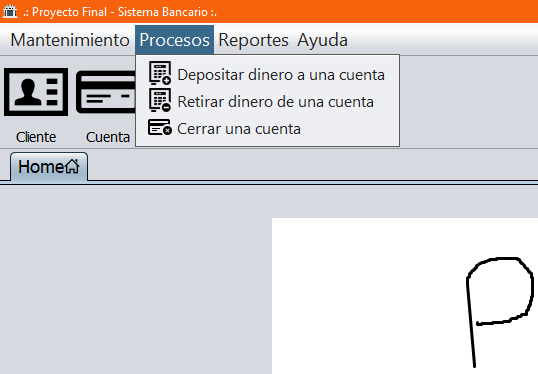 .: Proyecto Final - Sistema Bancario :.
Mantenimiento Procesos Reportes Ayuda
Depositar dinero a una cuenta
Retirar dinero de una cuenta
Cerrar una cuenta
Cliente Cuenta
Home
P